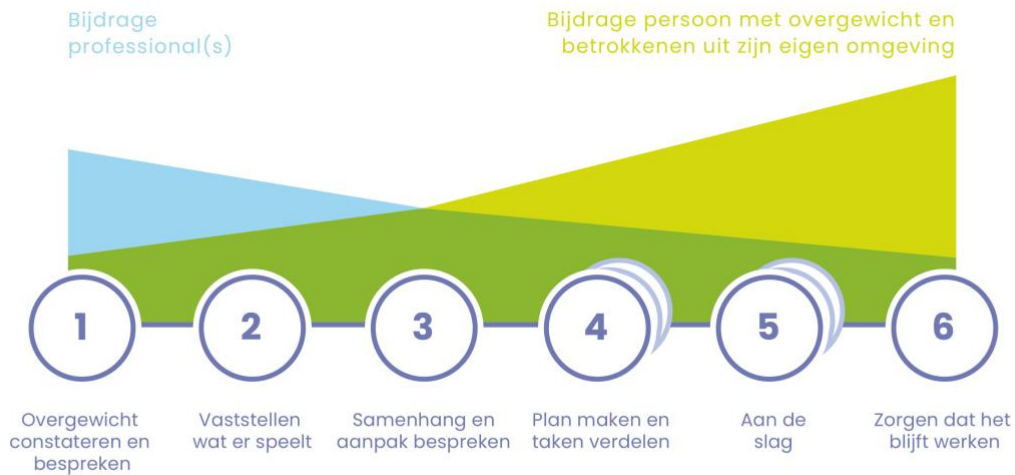 Bijdrage
professional(s)
Bijdrage persoon met overgewicht en
betrokkenen uit zijn eigen omgeving
1
2
3
4
5
6
Overgewicht
constateren en
bespreken
Vaststellen
wat er speelt
Samenhang en
aanpak bespreken
Plan maken en
taken verdelen
Aan de
slag
Zorgen dat het
blijft werken